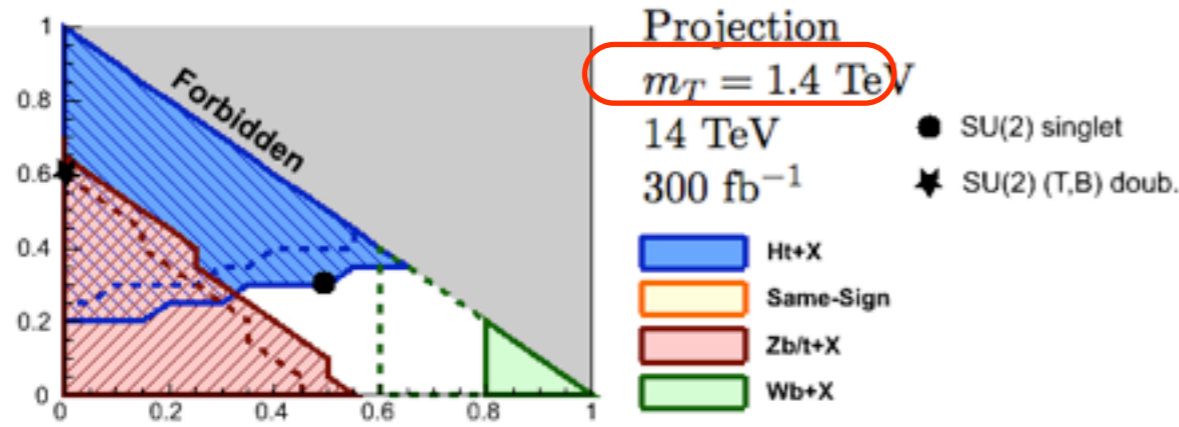 1
0.8
0.6
0.4
0.2
0
0
0.2
0.4
0.6
0.8
1
Forbidden
Projection
m_T = 1.4 TeV
14 TeV
300 fb⁻¹
SU(2) singlet
SU(2) (T,B) doub.
Ht+X
Same-Sign
Zb/t+X
Wb+X